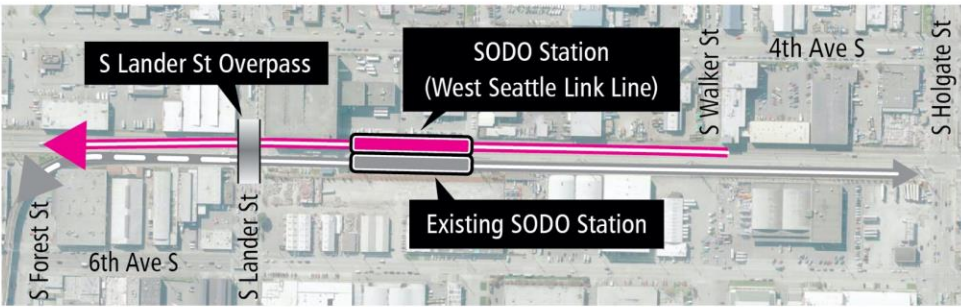 S Lander St Overpass
SODO Station
(West Seattle Link Line)
S Walker St
4th Ave S
S Holgate St
Existing SODO Station
S Forest St
6th Ave S
S Lander St